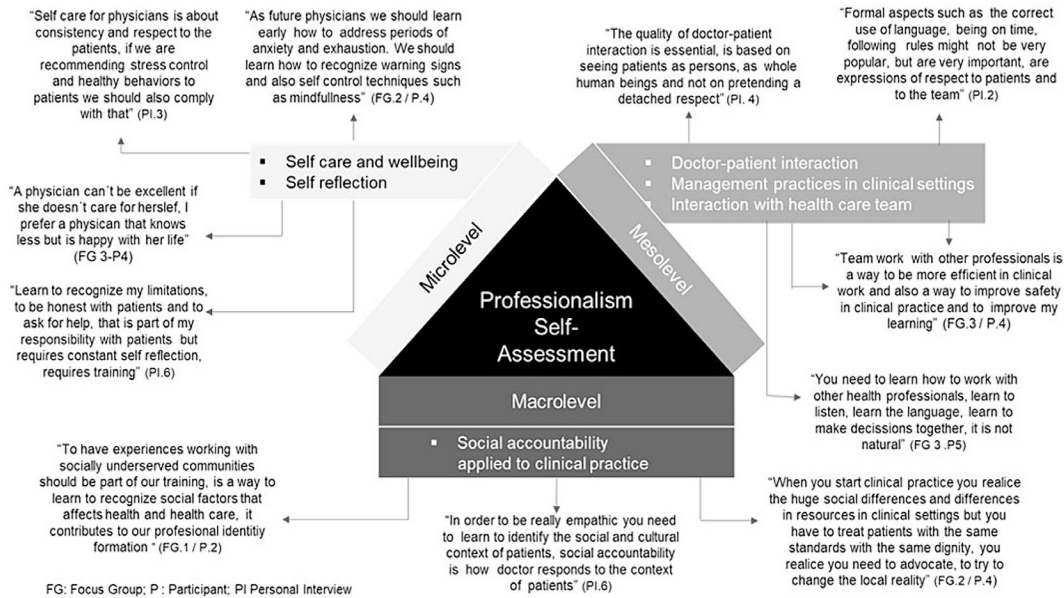 “Self care for physicians is about
consistency and respect to the
patients, if we are
recommending stress control
and healthy behaviors to
patients we should also comply
with that” (PI.3)
“As future physicians we should learn
early how to address periods of
anxiety and exhaustion. We should
learn how to recognize warning signs
and also self control techniques such
as mindfullness” (FG.2 / P.4)
“The quality of doctor-patient
interaction is essential, is based on
seeing patients as persons, as whole
human beings and not on pretending a
detached respect” (PI. 4)
“Formal aspects such as the correct
use of language, being on time,
following rules might not be very
popular, but are very important, are
expressions of respect to patients and
to the team” (PI.2)
▪ Self care and wellbeing
▪ Self reflection
▪ Doctor-patient interaction
▪ Management practices in clinical settings
▪ Interaction with health care team
“A physician can´t be excellent if
she doesn´t care for herslef, I
prefer a physican that knows
less but is happy with her life”
(FG 3-P4)
Microlevel
Mesolevel
“Learn to recognize my limitations,
to be honest with patients and to
ask for help, that is part of my
responsibility with patients but
requires constant self reflection,
requires training” (PI.6)
Professionalism
Self-
Assessment
“Team work with other professionals is
a way to be more efficient in clinical
work and also a way to improve safety
in clinical practice and to improve my
learning” (FG.3 / P.4)
Macrolevel
▪ Social accountability
applied to clinical practice
“You need to learn how to work with
other health professionals, learn to
listen, learn the language, learn to
make decisions together, it is not
natural” (FG 3 .P5)
“To have experiences working with
socially underserved communities
should be part of our training, is a way to
learn to recognize social factors that
affects health and health care, it
contributes to our profesional identitiy
formation ” (FG.1 / P.2)
“In order to be really empathic you need
to learn to identify the social and cultural
context of patients, social accountability
is how doctor responds to the context
of patients” (PI.6)
“When you start clinical practice you realice
the huge social differences and differences
in resources in clinical settings but you
have to treat patients with the same
standards with the same dignity, you
realice you need to advocate, to try to
change the local reality” (FG.2 / P.4)
FG: Focus Group; P : Participant; PI Personal Interview